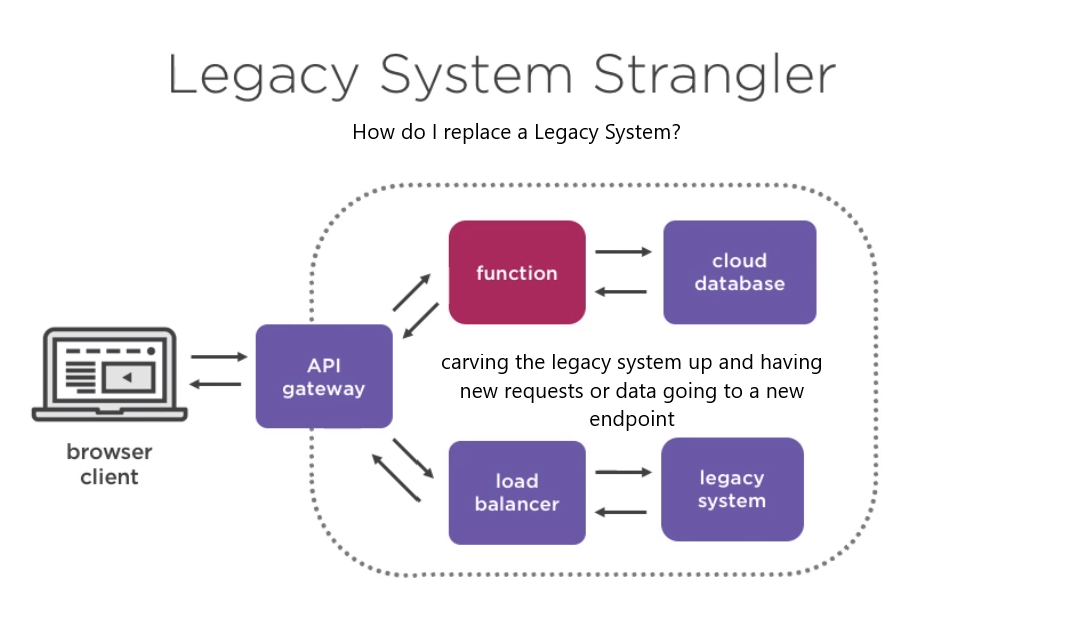 Legacy System Strangler
How do I replace a Legacy System?
function
cloud
database
API
gateway
carving the legacy system up and having
new requests or data going to a new
endpoint
browser
client
load
balancer
legacy
system